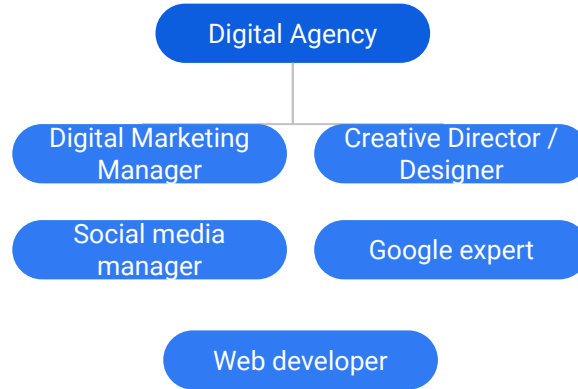 Digital Agency
Digital Marketing
Manager
Creative Director /
Designer
Social media
manager
Google expert
Web developer